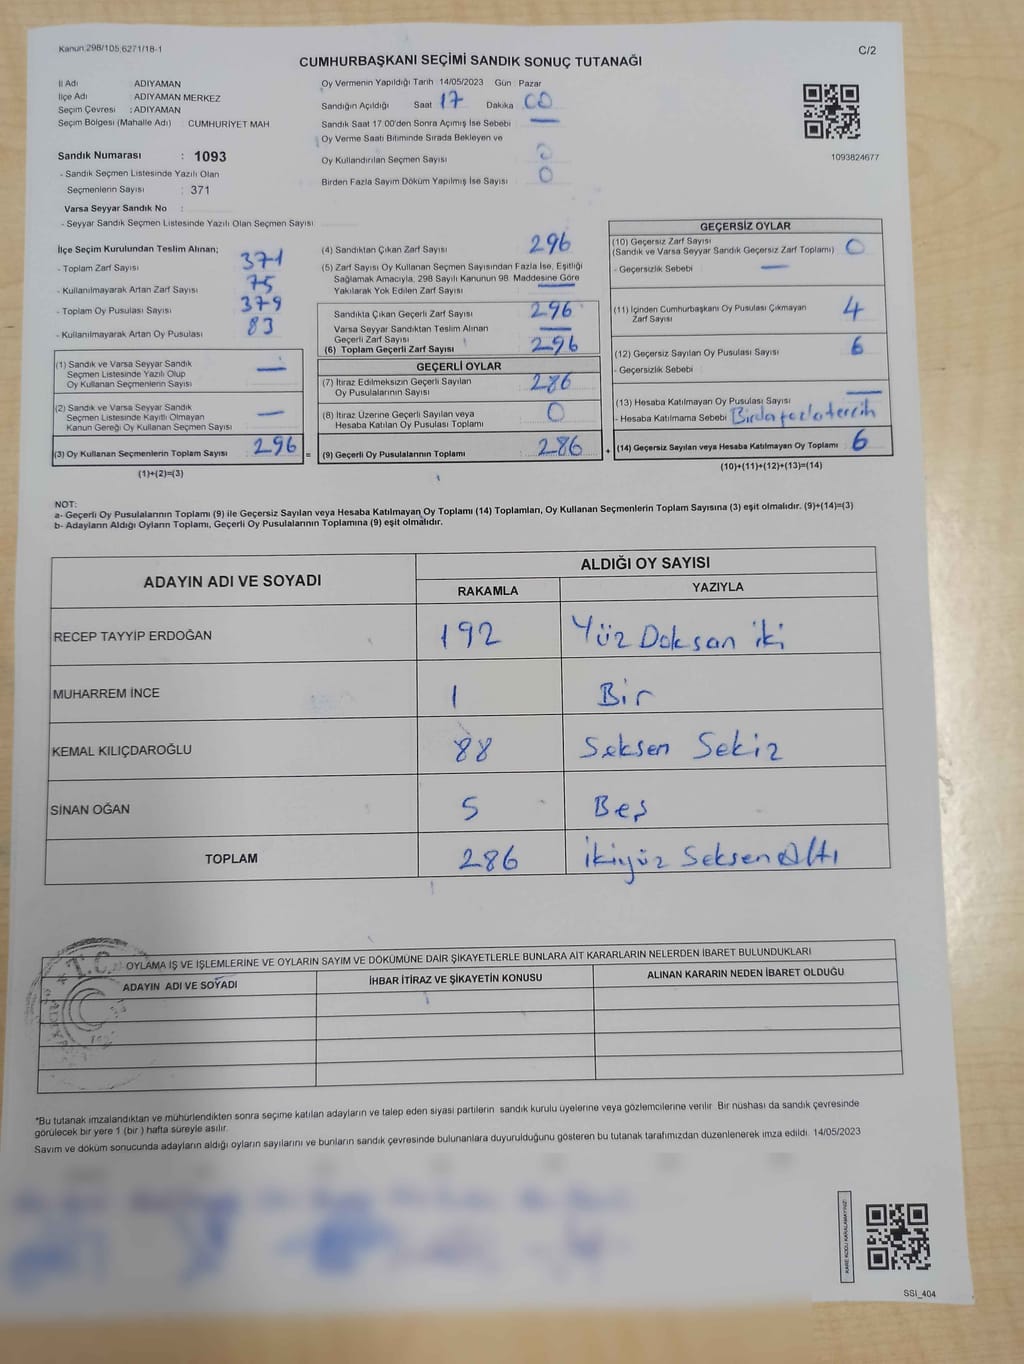 Kanun 298/105,6271/18-1
C/2
CUMHURBAŞKANI SEÇİMİ SANDIK SONUÇ TUTANAĞI
İl Adı ADIYAMAN
İlçe Adı : ADIYAMAN MERKEZ
Seçim Çevresi : ADIYAMAN
Seçim Bölgesi (Mahalle Adı) : CUMHURİYET MAH
Sandık Numarası : 1093
- Sandık Seçmen Listesinde Yazılı Olan
Seçmenlerin Sayısı : 371
Varsa Seyyar Sandık No :
- Seyyar Sandık Seçmen Listesinde Yazılı Olan Seçmen Sayısı
Oy Vermenin Yapıldığı Tarih : 14/05/2023 Gün : Pazar
Sandığın Açıldığı Saat 17 Dakika 00
Sandık Saat 17.00'den Sonra Açımış İse Sebebi : —
Oy Verme Saati Bitiminde Sırada Bekleyen ve
Oy Kullandırılan Seçmen Sayısı 0
Birden Fazla Sayım Döküm Yapılmış İse Sayısı : 0
1093824677
İlçe Seçim Kurulundan Teslim Alınan;
- Toplam Zarf Sayısı 371
- Kullanılmayarak Artan Zarf Sayısı 75
- Toplam Oy Pusulası Sayısı 379
- Kullanılmayarak Artan Oy Pusulası 83
(1) Sandık ve Varsa Seyyar Sandık
Seçmen Listesinde Yazılı Olup
Oy Kullanan Seçmenlerin Sayısı —
(2) Sandık ve Varsa Seyyar Sandık
Seçmen Listesinde Kayıtlı Olmayan
Kanun Gereği Oy Kullanan Seçmen Sayısı —
(3) Oy Kullanan Seçmenlerin Toplam Sayısı 296 =
(1)+(2)=(3)
(4) Sandıktan Çıkan Zarf Sayısı 296
(5) Zarf Sayısı Oy Kullanan Seçmen Sayısından Fazla İse, Eşitliği
Sağlamak Amacıyla, 298 Sayılı Kanunun 98. Maddesine Göre
Yakılarak Yok Edilen Zarf Sayısı —
Sandıkta Çıkan Geçerli Zarf Sayısı 296
Varsa Seyyar Sandıktan Teslim Alınan
Geçerli Zarf Sayısı —
(6) Toplam Geçerli Zarf Sayısı 296
GEÇERLİ OYLAR
(7) İtiraz Edilmeksizin Geçerli Sayılan
Oy Pusulalarının Sayısı 286
(8) İtiraz Üzerine Geçerli Sayılan veya
Hesaba Katılan Oy Pusulası Toplamı 0
(9) Geçerli Oy Pusulalarının Toplamı 286 +
GEÇERSİZ OYLAR
(10) Geçersiz Zarf Sayısı
(Sandık ve Varsa Seyyar Sandık Geçersiz Zarf Toplamı) 0
- Geçersizlik Sebebi —
(11) İçinden Cumhurbaşkanı Oy Pusulası Çıkmayan
Zarf Sayısı 4
(12) Geçersiz Sayılan Oy Pusulası Sayısı 6
- Geçersizlik Sebebi
(13) Hesaba Katılmayan Oy Pusulası Sayısı —
- Hesaba Katılmama Sebebi Birden fazla tercih
(14) Geçersiz Sayılan veya Hesaba Katılmayan Oy Toplamı 6
(10)+(11)+(12)+(13)=(14)
NOT:
a- Geçerli Oy Pusulalarının Toplamı (9) ile Geçersiz Sayılan veya Hesaba Katılmayan Oy Toplamı (14) Toplamları, Oy Kullanan Seçmenlerin Toplam Sayısına (3) eşit olmalıdır. (9)+(14)=(3)
b- Adayların Aldığı Oyların Toplamı, Geçerli Oy Pusulalarının Toplamına (9) eşit olmalıdır.
ADAYIN ADI VE SOYADI
ALDIĞI OY SAYISI
RAKAMLA YAZIYLA
RECEP TAYYİP ERDOĞAN 192 Yüz Doksan iki
MUHARREM İNCE 1 Bir
KEMAL KILIÇDAROĞLU 88 Seksen Sekiz
SİNAN OĞAN 5 Beş
TOPLAM 286 ikiyüz Seksen Altı
T.C.
OYLAMA İŞ VE İŞLEMLERİNE VE OYLARIN SAYIM VE DÖKÜMÜNE DAİR ŞİKAYETLERLE BUNLARA AİT KARARLARIN NELERDEN İBARET BULUNDUKLARI
ADAYIN ADI VE SOYADI İHBAR İTİRAZ VE ŞİKAYETİN KONUSU ALINAN KARARIN NEDEN İBARET OLDUĞU
*Bu tutanak imzalandıktan ve mühürlendikten sonra seçime katılan adayların ve talep eden siyasi partilerin sandık kurulu üyelerine veya gözlemcilerine verilir. Bir nüshası da sandık çevresinde
görülecek bir yere 1 (bir) hafta süreyle asılır.
Sayım ve döküm sonucunda adayların aldığı oyların sayılarını ve bunların sandık çevresinde bulunanlara duyurulduğunu gösteren bu tutanak tarafımızdan düzenlenerek imza edildi. 14/05/2023
KARE KODU KARALAMAYINIZ!
SSI_404